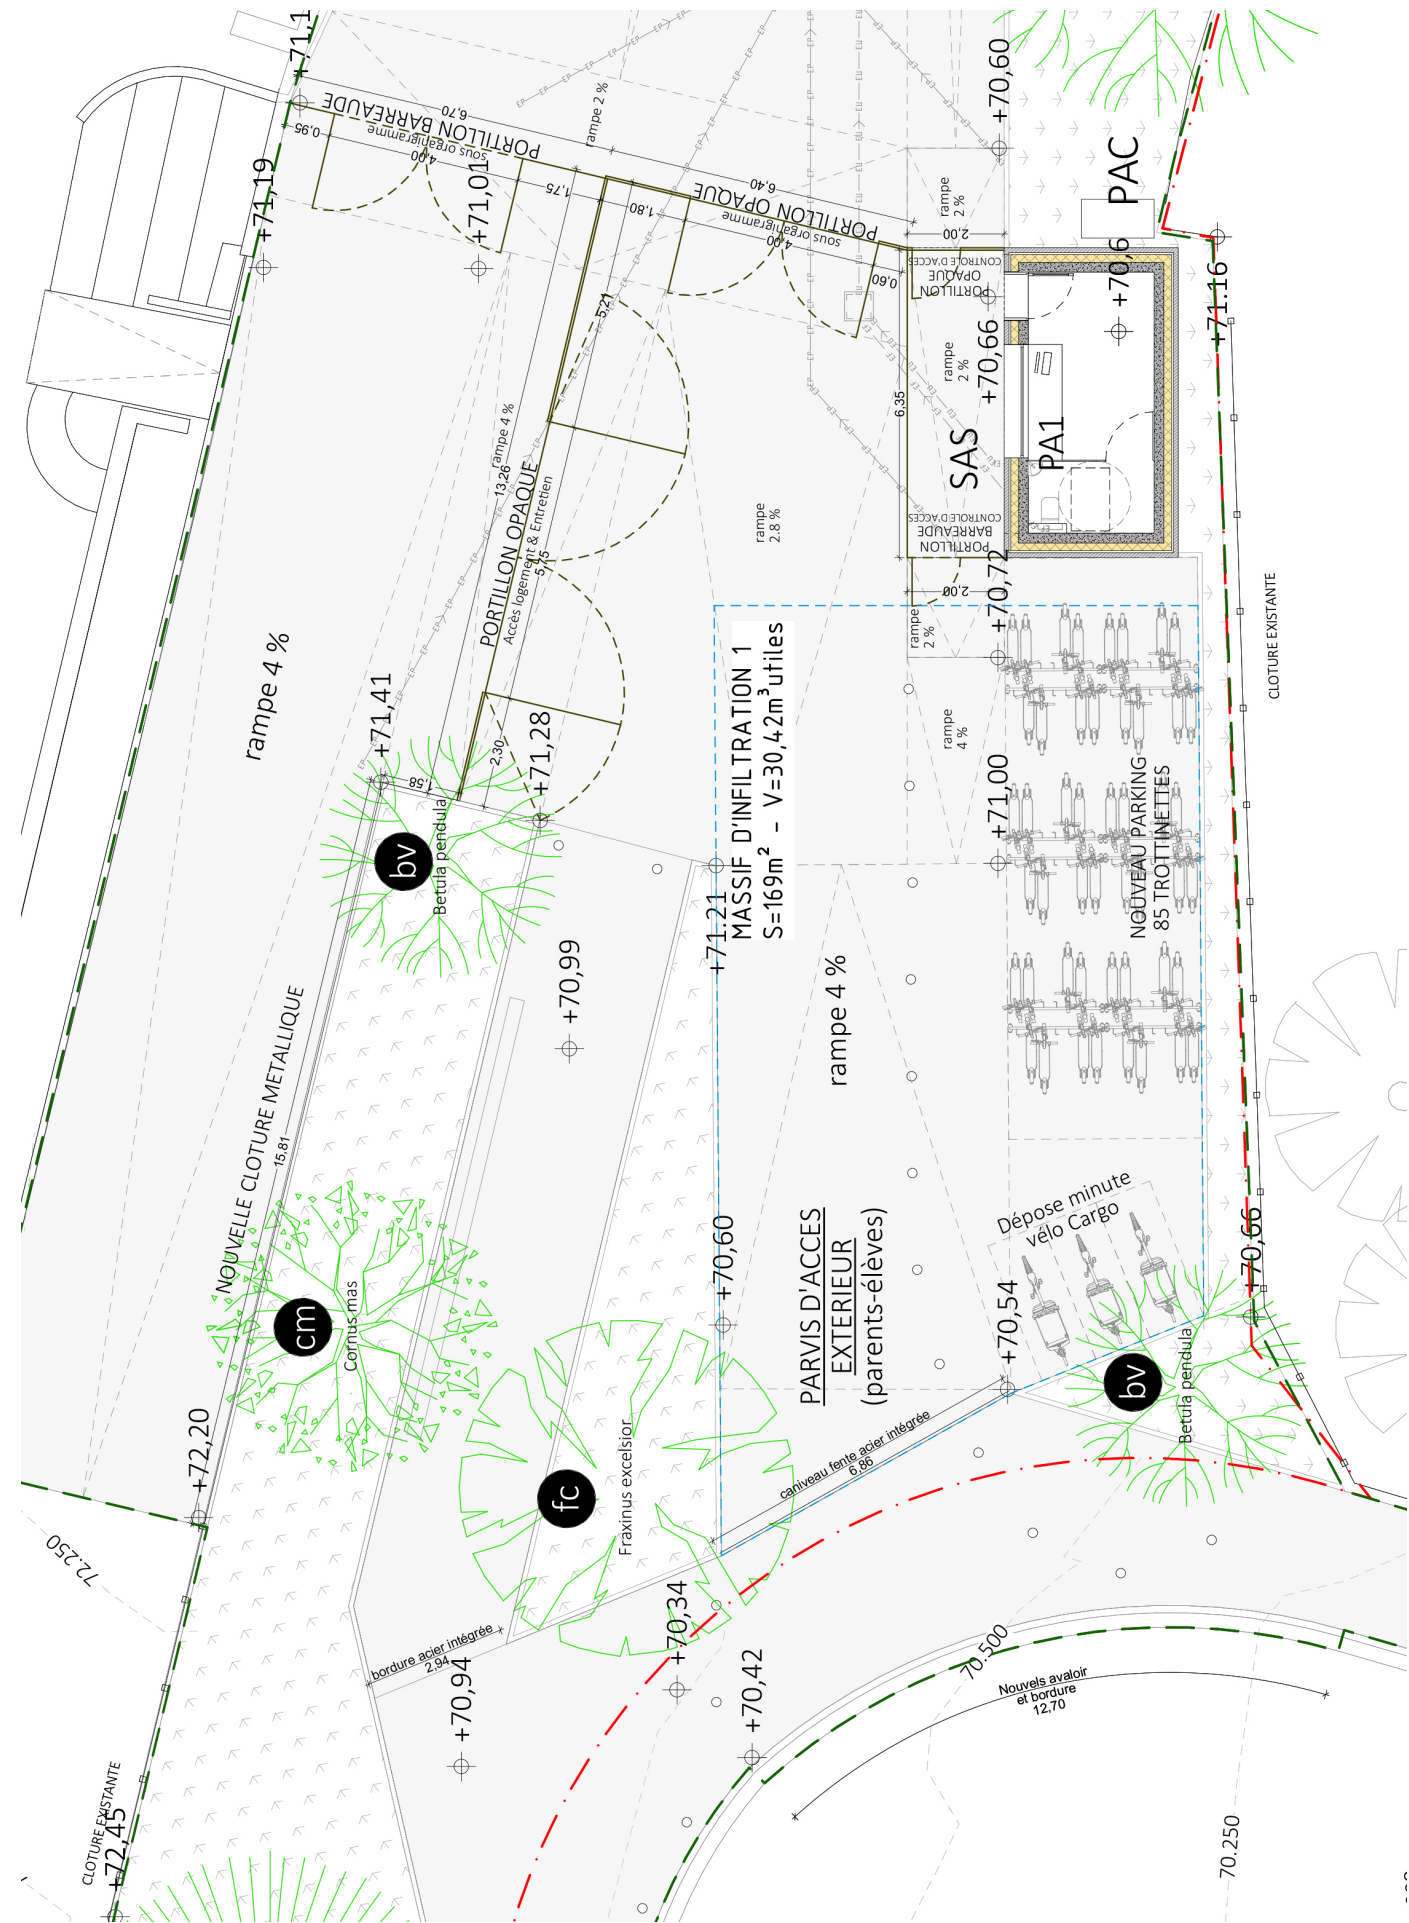 +71,1
6,70
PORTILLON BARREAUDE
sous organigramme
0,95
4,00
1,75
+71,19
+71,01
rampe 2 %
6,40
PORTILLON OPAQUE
sous organigramme
1,80
4,00
0,60
+70,60
rampe
2 %
2,00
PAC
+70,6
CONTROLE D'ACCES
OPAQUE
PORTILLON
+71.16
+70,66
rampe
2 %
6,35
SAS
PA1
CONTROLE D'ACCES
BARREAUDE
PORTILLON
2,00
+70,72
rampe
2 %
5,21
rampe 4 %
13,26
PORTILLON OPAQUE
Accès logement & Entretien
5,75
rampe
2.8 %
rampe 4 %
+71,41
1,58
2,30
+71,28
bv
Betula pendula
MASSIF D'INFILTRATION 1
S=169m² - V=30,42m³utiles
rampe
4 %
+71,00
NOUVEAU PARKING
85 TROTTINETTES
CLOTURE EXISTANTE
+71.21
+70,99
rampe 4 %
NOUVELLE CLOTURE METALLIQUE
15,81
cm
Cornus mas
+70,60
PARVIS D'ACCES
EXTERIEUR
(parents-élèves)
Dépose minute
vélo Cargo
+70,66
+70,54
bv
Betula pendula
+72,20
fc
Fraxinus excelsior
caniveau fente acier intégrée
6,86
72.250
bordure acier intégrée
2,94
+70,34
+70,94
+70,42
70.500
Nouvels avaloir
et bordure
12,70
CLOTURE EXISTANTE
+72,45
70.250
EP
EU